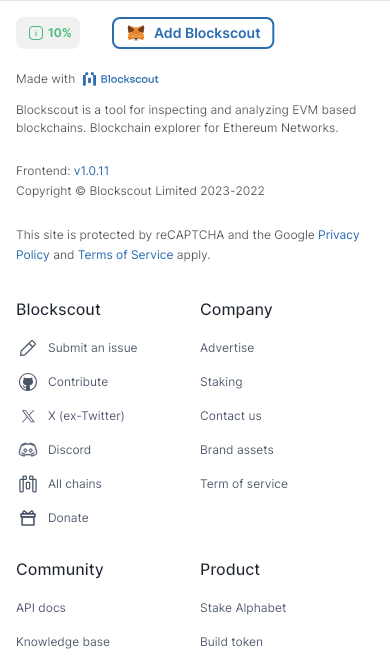 10%
Add Blockscout
Made with Blockscout
Blockscout is a tool for inspecting and analyzing EVM based
blockchains. Blockchain explorer for Ethereum Networks.
Frontend: v1.0.11
Copyright © Blockscout Limited 2023-2022
This site is protected by reCAPTCHA and the Google Privacy
Policy and Terms of Service apply.
Blockscout
Submit an issue
Contribute
X (ex-Twitter)
Discord
All chains
Donate
Company
Advertise
Staking
Contact us
Brand assets
Term of service
Community
API docs
Knowledge base
Product
Stake Alphabet
Build token